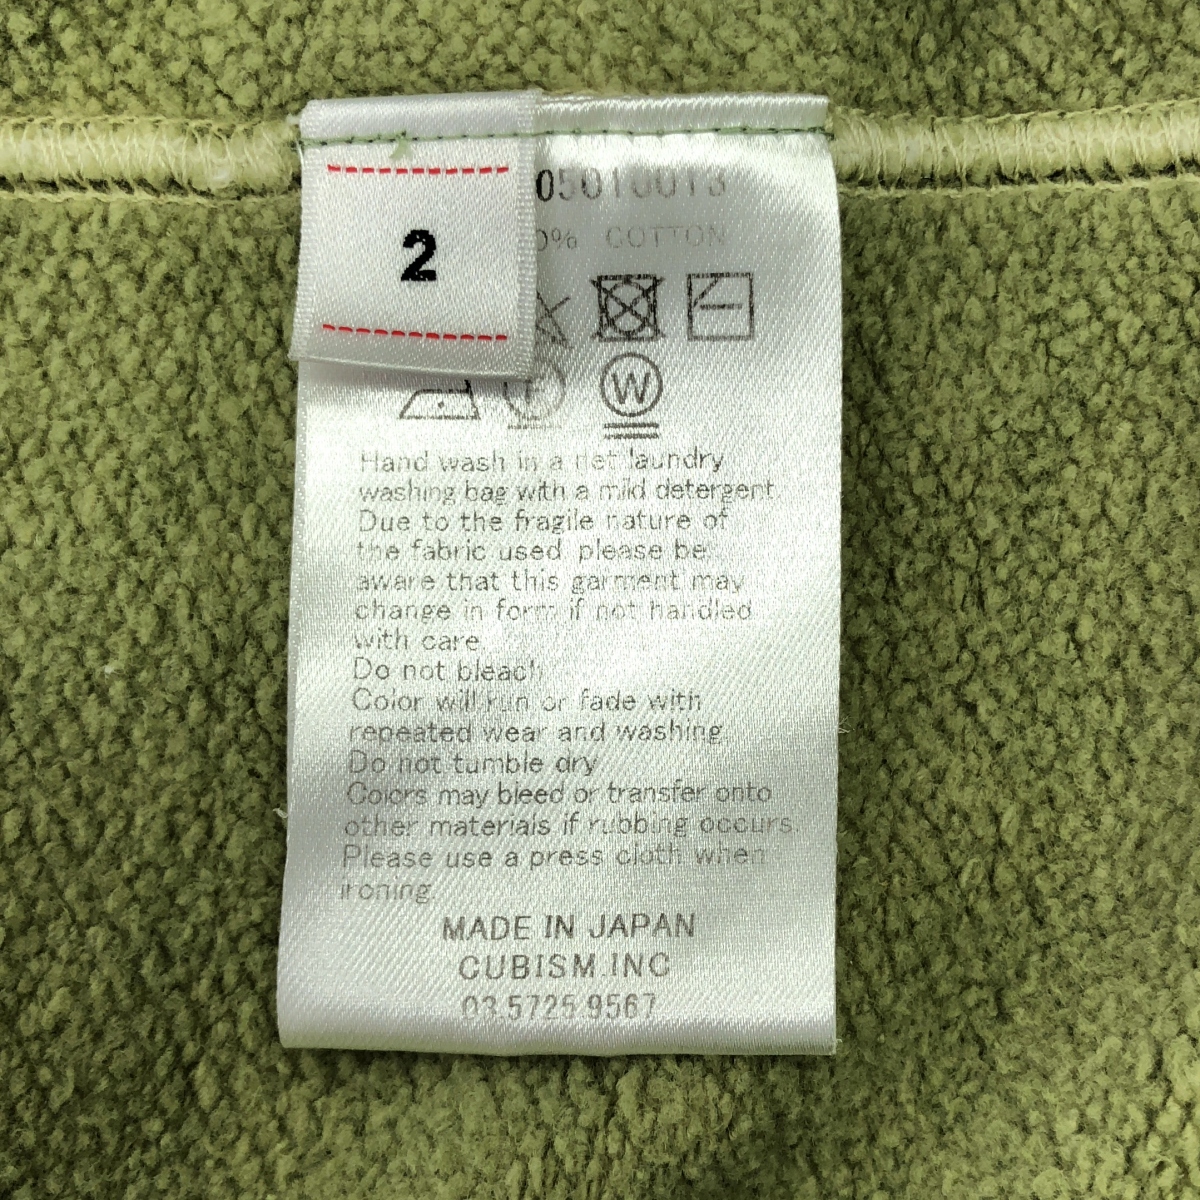 2
05010013
0% COTTON
W
Hand wash in a net laundry
washing bag with a mild detergent.
Due to the fragile nature of
the fabric used please be
aware that this garment may
change in form if not handled
with care
Do not bleach
Color will run or fade with
repeated wear and washing.
Do not tumble dry
Colors may bleed or transfer onto
other materials if rubbing occurs.
Please use a press cloth when
ironing.
MADE IN JAPAN
CUBISM.INC
03 5725 9567